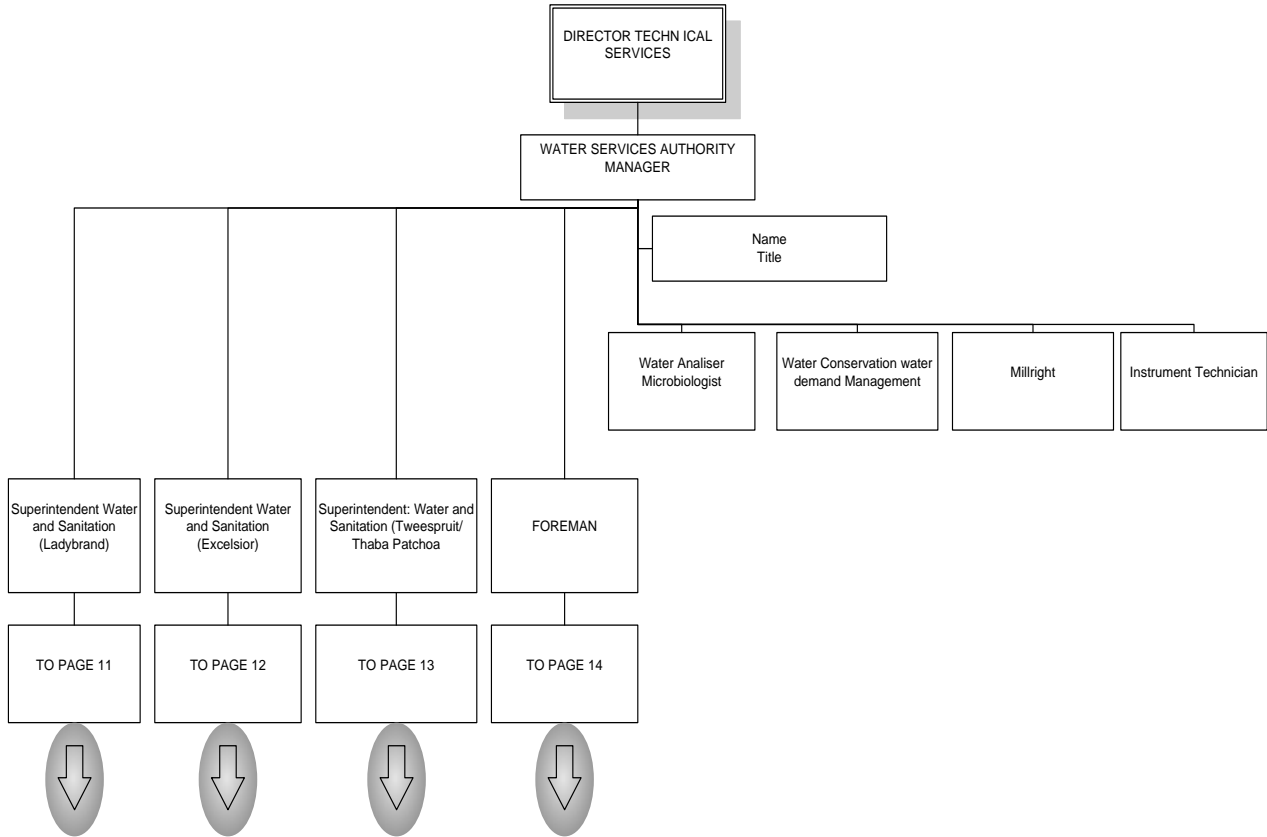 DIRECTOR TECHN ICAL
SERVICES
WATER SERVICES AUTHORITY
MANAGER
Name
Title
Water Analiser
Microbiologist
Water Conservation water
demand Management
Millright
Instrument Technician
Superintendent Water
and Sanitation
(Ladybrand)
Superintendent Water
and Sanitation
(Excelsior)
Superintendent: Water and
Sanitation (Tweespruit/
Thaba Patchoa
FOREMAN
TO PAGE 11
TO PAGE 12
TO PAGE 13
TO PAGE 14